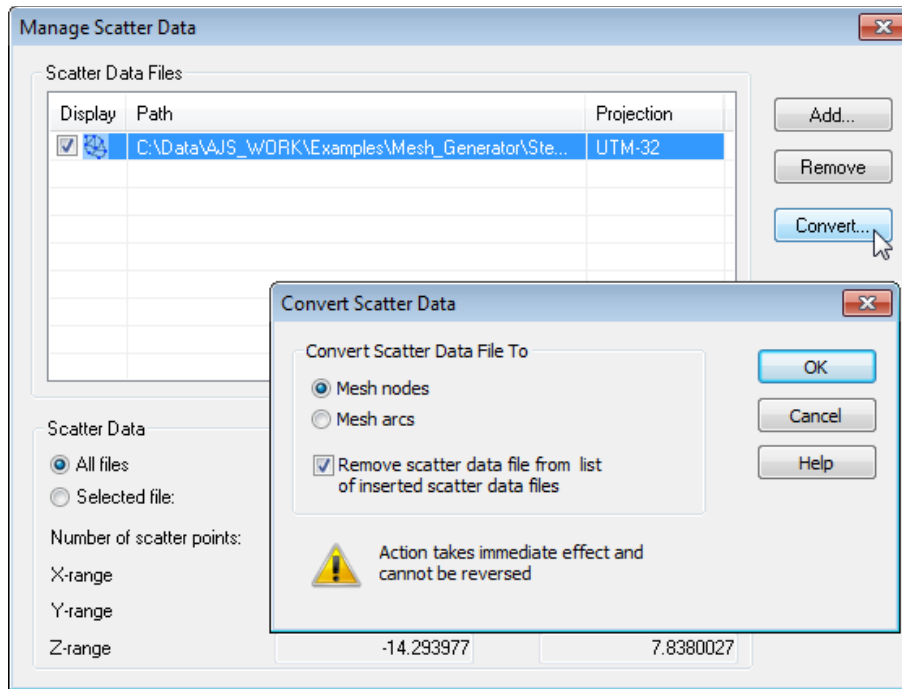 Manage Scatter Data
Scatter Data Files
Display Path Projection
C:\Data\AJS_WORK\Examples\Mesh_Generator\Ste... UTM-32
Add...
Remove
Convert...
Convert Scatter Data
Convert Scatter Data File To
Mesh nodes
Mesh arcs
Remove scatter data file from list
of inserted scatter data files
OK
Cancel
Help
Action takes immediate effect and
cannot be reversed
Scatter Data
All files
Selected file:
Number of scatter points:
X-range
Y-range
Z-range -14.293977 7.8380027